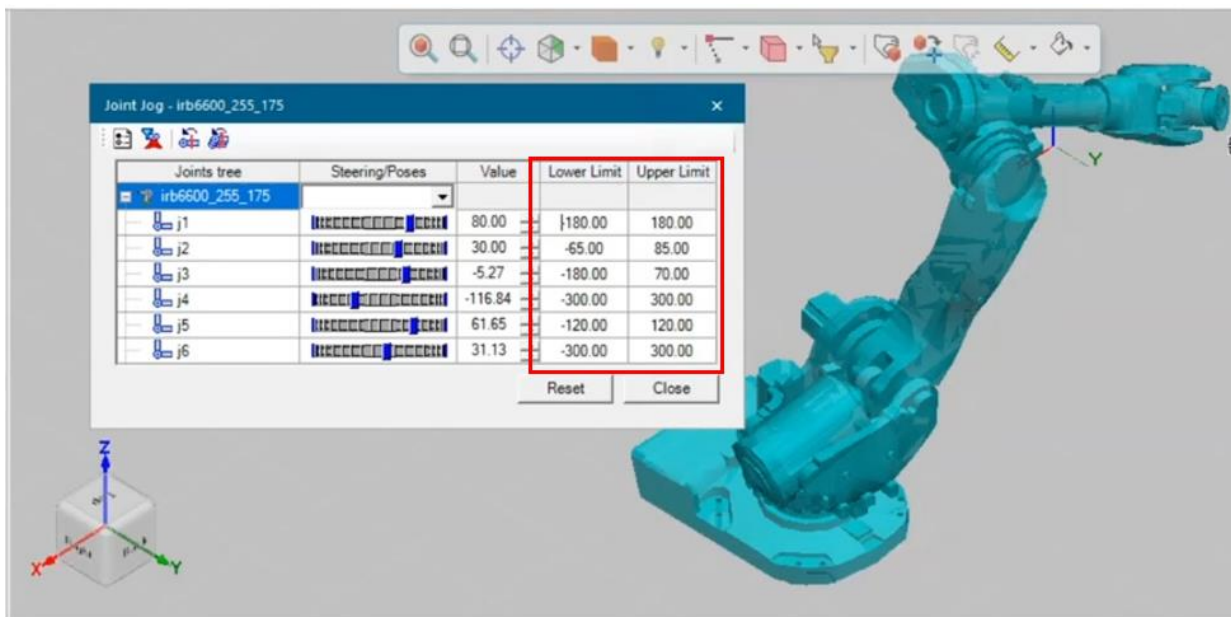 Joint Jog - irb6600_255_175
Joints tree Steering/Poses Value Lower Limit Upper Limit
irb6600_255_175
j1 80.00 -180.00 180.00
j2 30.00 -65.00 85.00
j3 -5.27 -180.00 70.00
j4 -116.84 -300.00 300.00
j5 61.65 -120.00 120.00
j6 31.13 -300.00 300.00
Reset Close
Y
Z
X Y